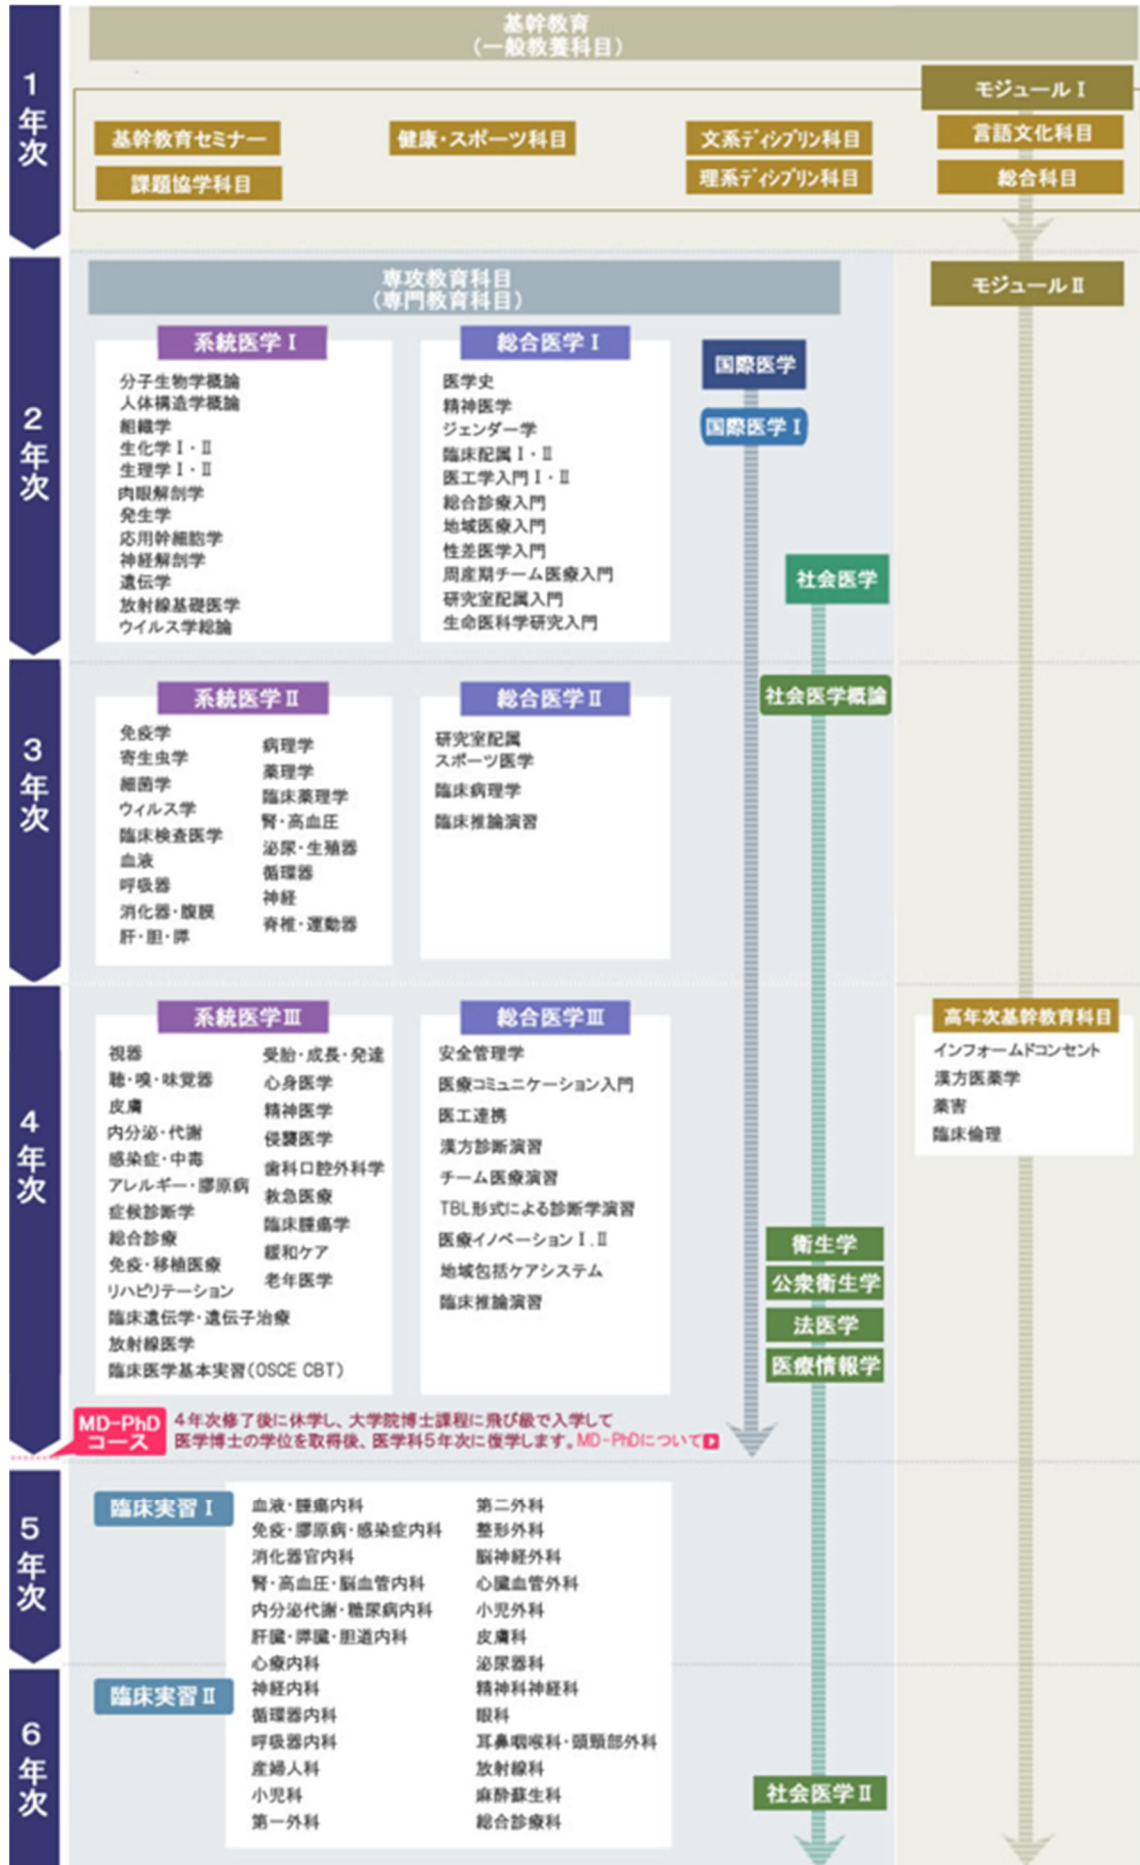 1年次
基幹教育
(一般教養科目)
モジュールⅠ
基幹教育セミナー
健康・スポーツ科目
文系ディシプリン科目
言語文化科目
課題協学科目
理系ディシプリン科目
総合科目
2年次
専攻教育科目
(専門教育科目)
モジュールⅡ
系統医学Ⅰ
分子生物学概論
人体構造学概論
組織学
生化学Ⅰ・Ⅱ
生理学Ⅰ・Ⅱ
肉眼解剖学
発生学
応用幹細胞学
神経解剖学
遺伝学
放射線基礎医学
ウイルス学総論
総合医学Ⅰ
医学史
精神医学
ジェンダー学
臨床配属Ⅰ・Ⅱ
医工学入門Ⅰ・Ⅱ
総合診療入門
地域医療入門
性差医学入門
周産期チーム医療入門
研究室配属入門
生命医科学研究入門
国際医学
国際医学Ⅰ
社会医学
3年次
系統医学Ⅱ
免疫学
寄生虫学
細菌学
ウィルス学
臨床検査医学
血液
呼吸器
消化器・腹膜
肝・胆・膵
病理学
薬理学
臨床薬理学
腎・高血圧
泌尿・生殖器
循環器
神経
脊椎・運動器
総合医学Ⅱ
研究室配属
スポーツ医学
臨床病理学
臨床推論演習
社会医学概論
4年次
系統医学Ⅲ
視器
聴・嗅・味覚器
皮膚
内分泌・代謝
感染症・中毒
アレルギー・膠原病
症候診断学
総合診療
免疫・移植医療
リハビリテーション
臨床遺伝学・遺伝子治療
放射線医学
臨床医学基本実習(OSCE CBT)
受胎・成長・発達
心身医学
精神医学
侵襲医学
歯科口腔外科学
救急医療
臨床腫瘍学
緩和ケア
老年医学
総合医学Ⅲ
安全管理学
医療コミュニケーション入門
医工連携
漢方診断演習
チーム医療演習
TBL形式による診断学演習
医療イノベーションⅠ.Ⅱ
地域包括ケアシステム
臨床推論演習
高年次基幹教育科目
インフォームドコンセント
漢方医薬学
薬害
臨床倫理
衛生学
公衆衛生学
法医学
医療情報学
MD-PhD
コース
4年次修了後に休学し、大学院博士課程に飛び級で入学して
医学博士の学位を取得後、医学科5年次に復学します。MD-PhDについて
5年次
臨床実習Ⅰ
6年次
臨床実習Ⅱ
血液・腫瘍内科
免疫・膠原病・感染症内科
消化器官内科
腎・高血圧・脳血管内科
内分泌代謝・糖尿病内科
肝臓・膵臓・胆道内科
心療内科
神経内科
循環器内科
呼吸器内科
産婦人科
小児科
第一外科
第二外科
整形外科
脳神経外科
心臓血管外科
小児外科
皮膚科
泌尿器科
精神科神経科
眼科
耳鼻咽喉科・頭頸部外科
放射線科
麻酔蘇生科
総合診療科
社会医学Ⅱ